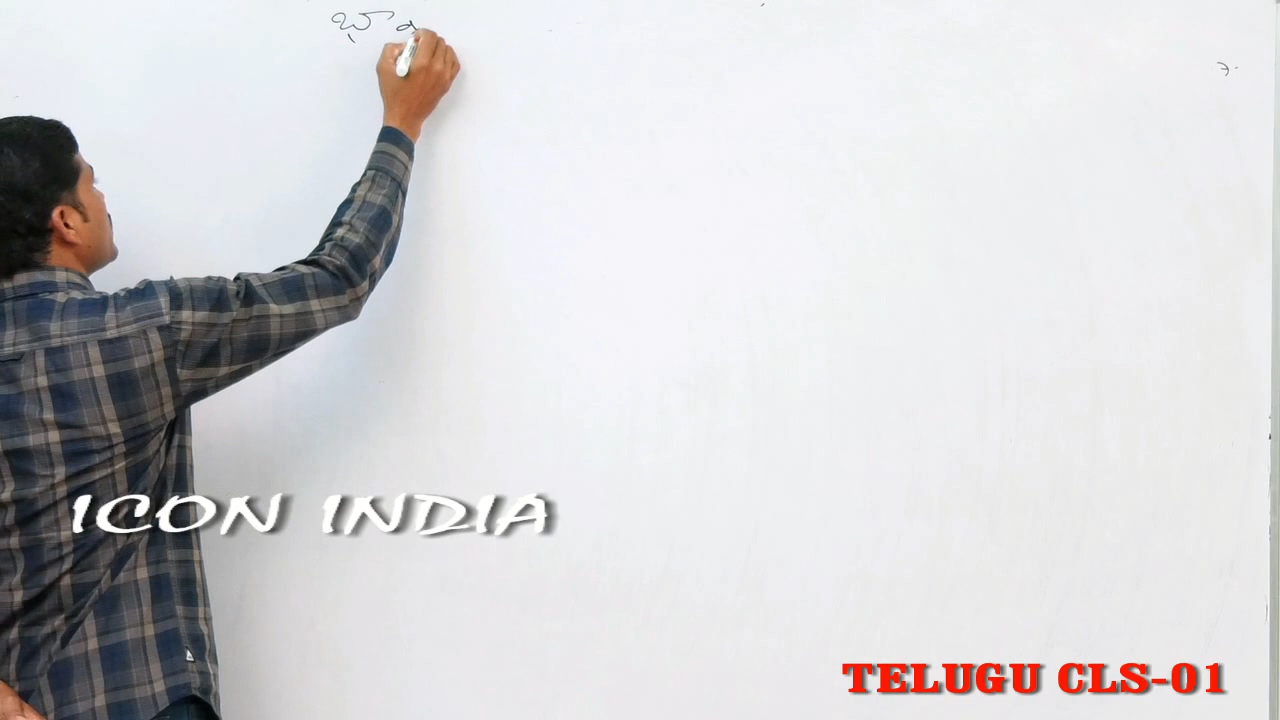 భా
ICON INDIA
TELUGU CLS-01